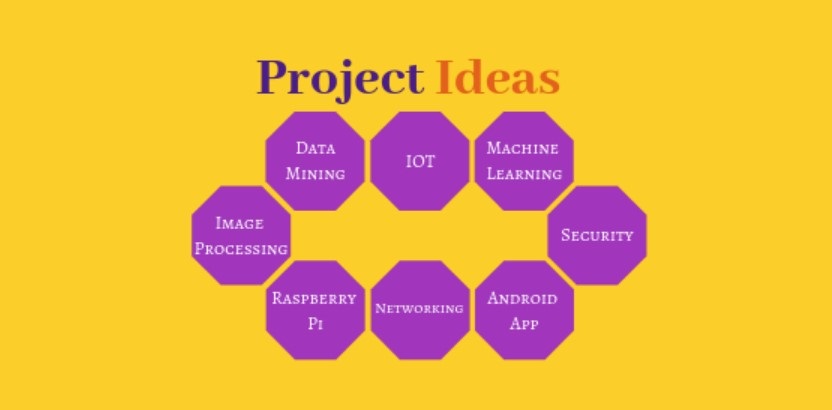 Project Ideas
Data
Mining
IOT
Machine
Learning
Image
Processing
Security
Raspberry
Pi
Networking
Android
App